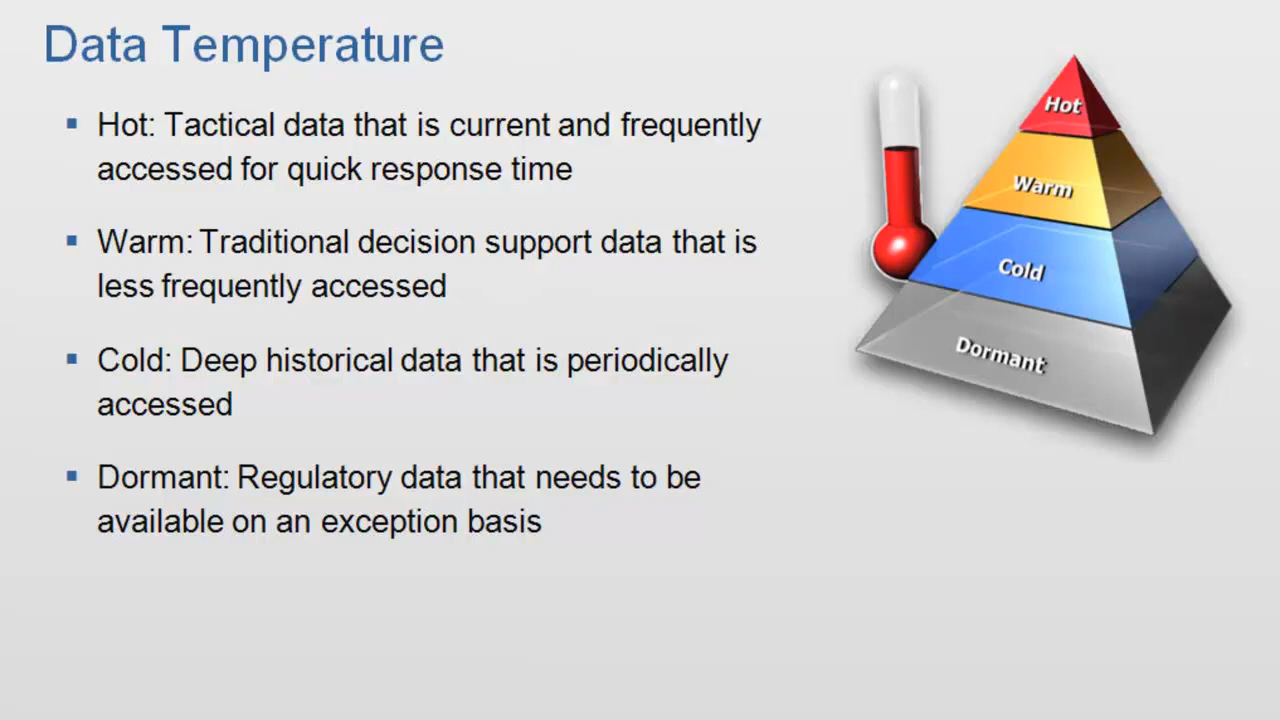 Data Temperature
Hot: Tactical data that is current and frequently
accessed for quick response time
Warm: Traditional decision support data that is
less frequently accessed
Cold: Deep historical data that is periodically
accessed
Dormant: Regulatory data that needs to be
available on an exception basis
Hot
Warm
Cold
Dormant